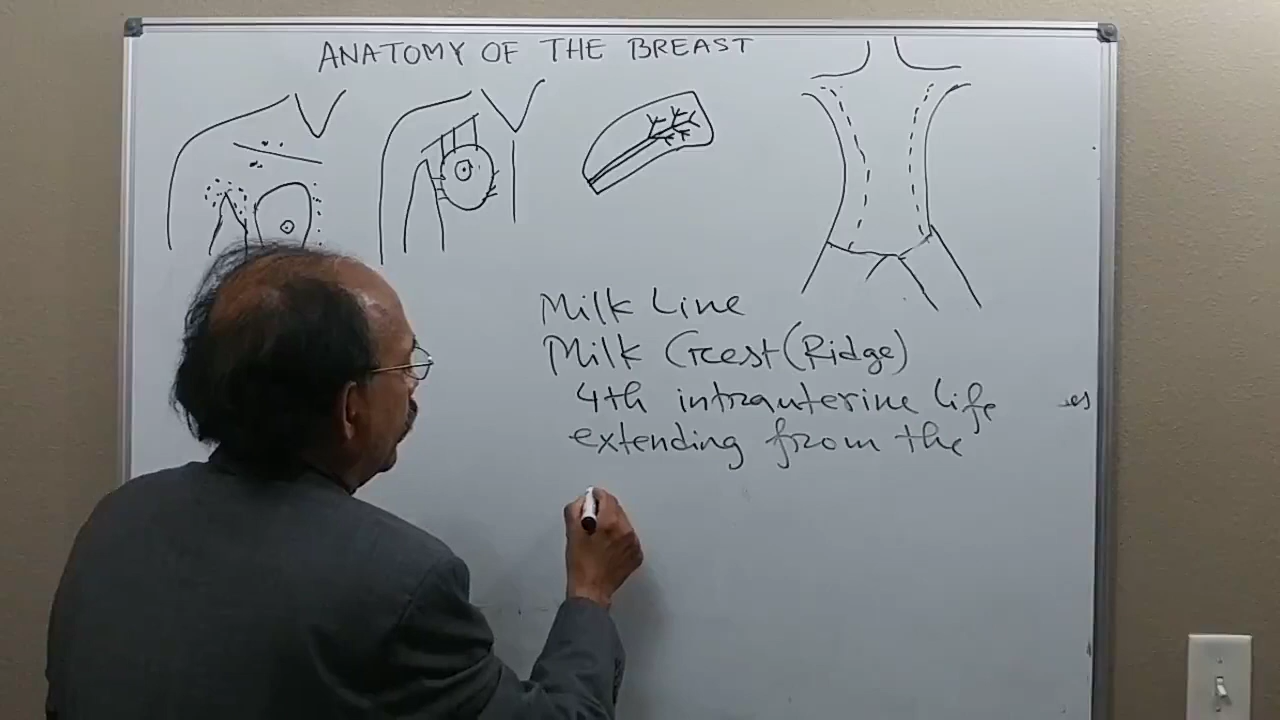 ANATOMY OF THE BREAST
Milk Line
Milk Crest (Ridge)
4th intrauterine life
extending from the